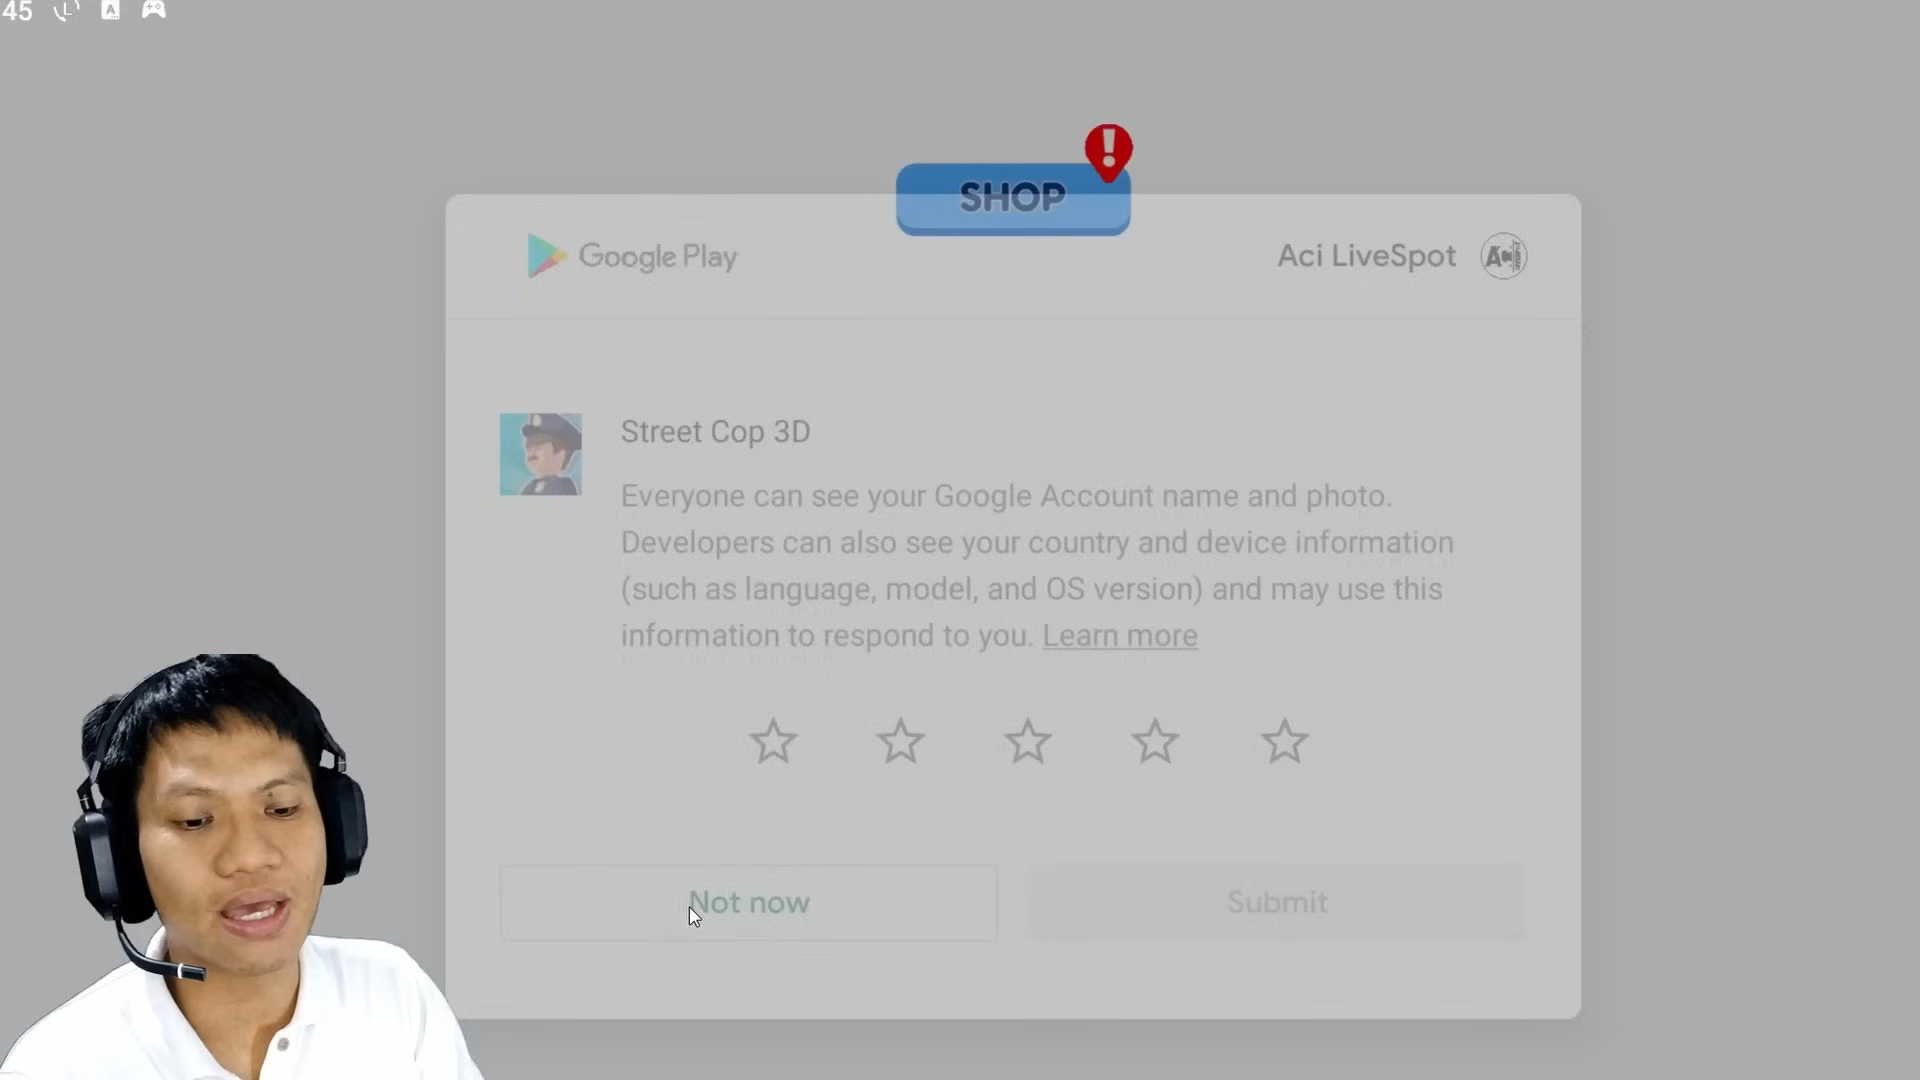 45
A
!
SHOP
Google Play
Aci LiveSpot
Street Cop 3D
Everyone can see your Google Account name and photo.
Developers can also see your country and device information
(such as language, model, and OS version) and may use this
information to respond to you. Learn more
Not now
Submit